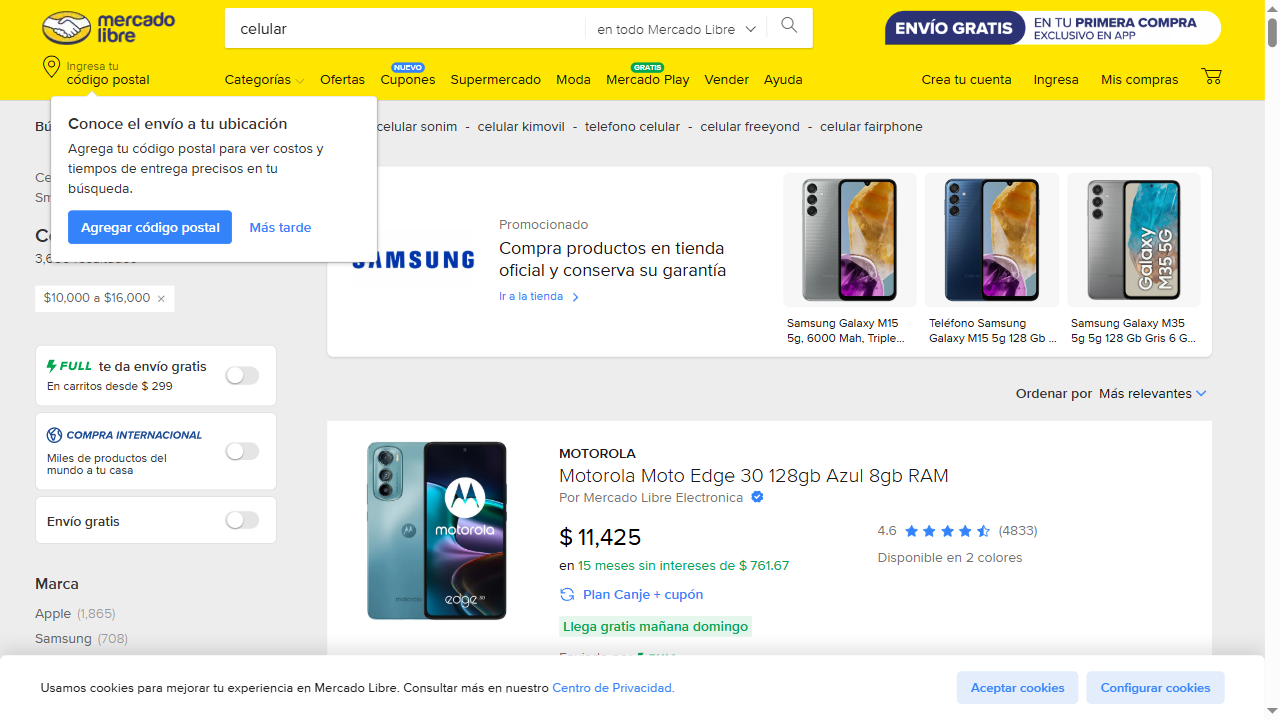 mercado
libre
celular
en todo Mercado Libre
ENVÍO GRATIS
EN TU PRIMERA COMPRA
EXCLUSIVO EN APP
Ingresa tu
código postal
Categorías
Ofertas
NUEVO
Cupones
Supermercado
Moda
GRATIS
Mercado Play
Vender
Ayuda
Crea tu cuenta
Ingresa
Mis compras
Conoce el envío a tu ubicación
Agrega tu código postal para ver costos y
tiempos de entrega precisos en tu
búsqueda.
Agregar código postal
Más tarde
celular sonim - celular kimovil - telefono celular - celular freeyond - celular fairphone
$10,000 a $16,000
FULL te da envío gratis
En carritos desde $ 299
COMPRA INTERNACIONAL
Miles de productos del
mundo a tu casa
Envío gratis
Marca
Apple (1,865)
Samsung (708)
SAMSUNG
Promocionado
Compra productos en tienda
oficial y conserva su garantía
Ir a la tienda
Galaxy
M35 5G
Samsung Galaxy M15
5g, 6000 Mah, Triple...
Teléfono Samsung
Galaxy M15 5g 128 Gb ...
Samsung Galaxy M35
5g 5g 128 Gb Gris 6 G...
Ordenar por Más relevantes
motorola
edge 30
MOTOROLA
Motorola Moto Edge 30 128gb Azul 8gb RAM
Por Mercado Libre Electronica
$ 11,425
en 15 meses sin intereses de $ 761.67
Plan Canje + cupón
Llega gratis mañana domingo
4.6 (4833)
Disponible en 2 colores
Usamos cookies para mejorar tu experiencia en Mercado Libre. Consultar más en nuestro Centro de Privacidad.
Aceptar cookies
Configurar cookies